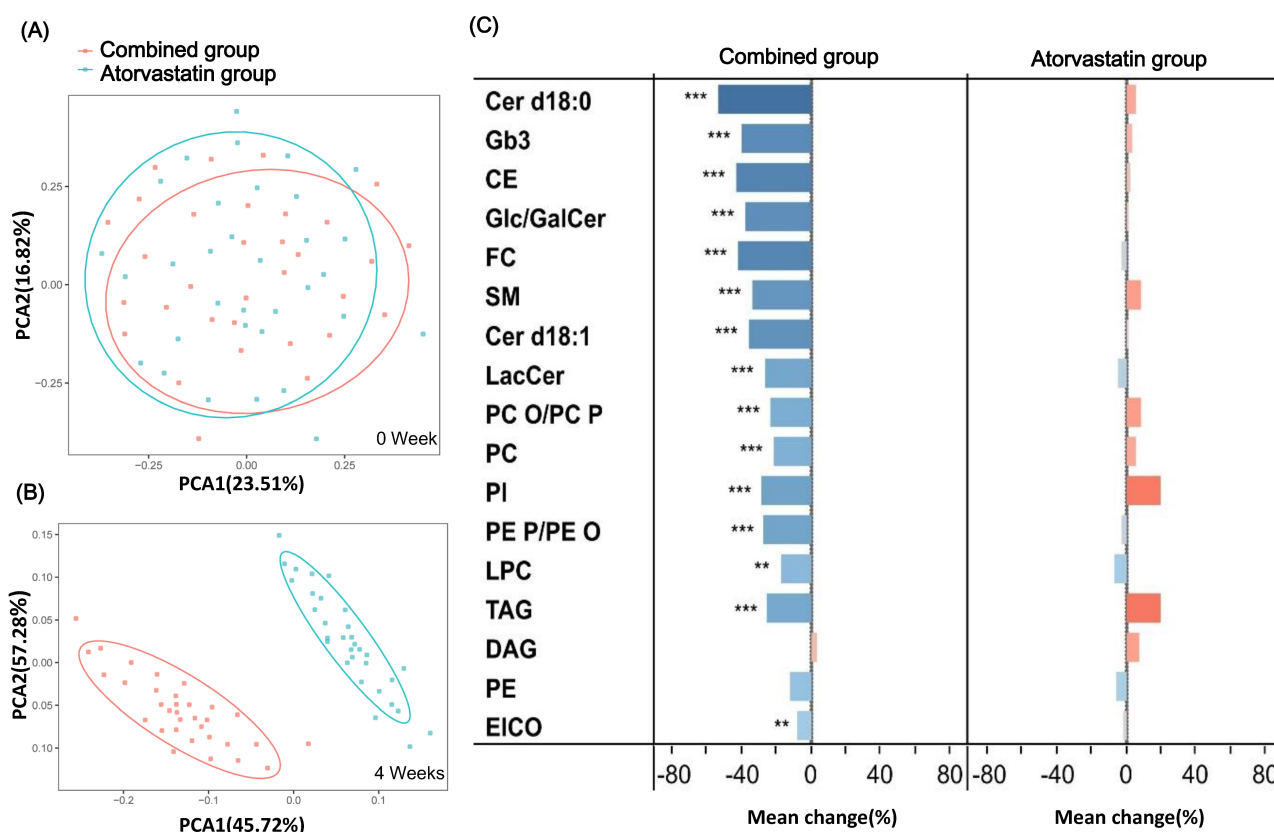 (A)
Combined group
Atorvastatin group
PCA2(16.82%)
0.25
0.00
−0.25
−0.25
0.00
0.25
0 Week
PCA1(23.51%)
(B)
PCA2(57.28%)
0.15
0.10
0.05
0.00
0.05
0.10
−0.2
−0.1
0.0
0.1
4 Weeks
PCA1(45.72%)
(C)
Combined group
Atorvastatin group
Cer d18:0 ***
Gb3 ***
CE ***
Glc/GalCer ***
FC ***
SM ***
Cer d18:1 ***
LacCer ***
PC O/PC P ***
PC ***
PI ***
PE P/PE O ***
LPC **
TAG ***
DAG
PE
EICO **
-80 -40 0 40 80 -80 -40 0 40 80
Mean change(%)
Mean change(%)